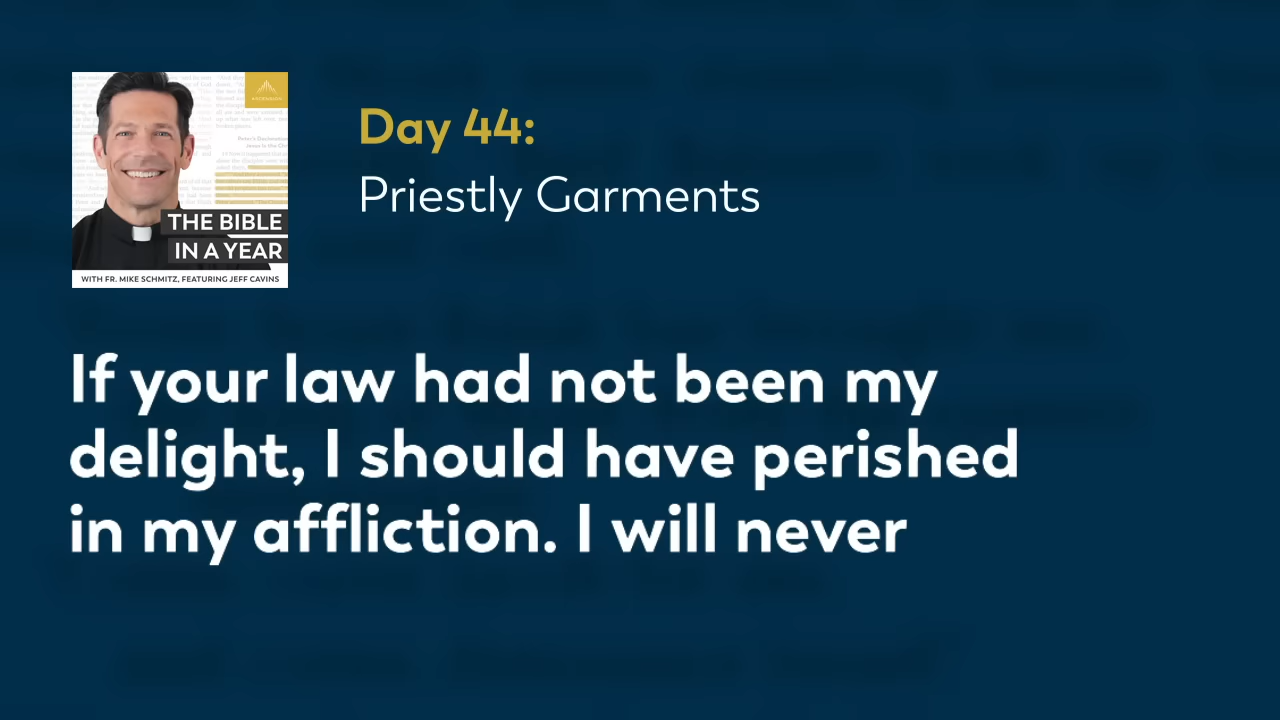 THE BIBLE
IN A YEAR
WITH FR. MIKE SCHMITZ, FEATURING JEFF CAVINS
Day 44:
Priestly Garments
If your law had not been my
delight, I should have perished
in my affliction. I will never